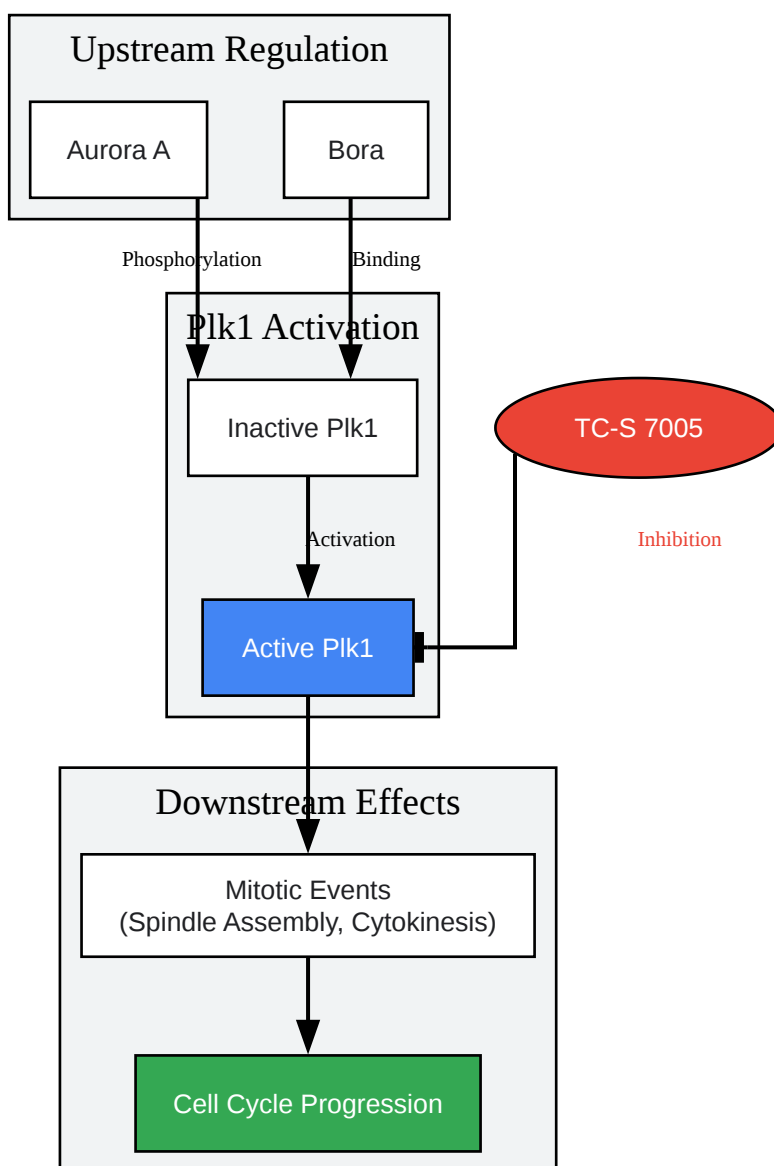 Upstream Regulation
Aurora A
Bora
Phosphorylation
Binding
Plk1 Activation
Inactive Plk1
TC-S 7005
Activation
Inhibition
Active Plk1
Downstream Effects
Mitotic Events
(Spindle Assembly, Cytokinesis)
Cell Cycle Progression